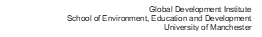 Global Development Institute
School of Environment, Education and Development
University of Manchester